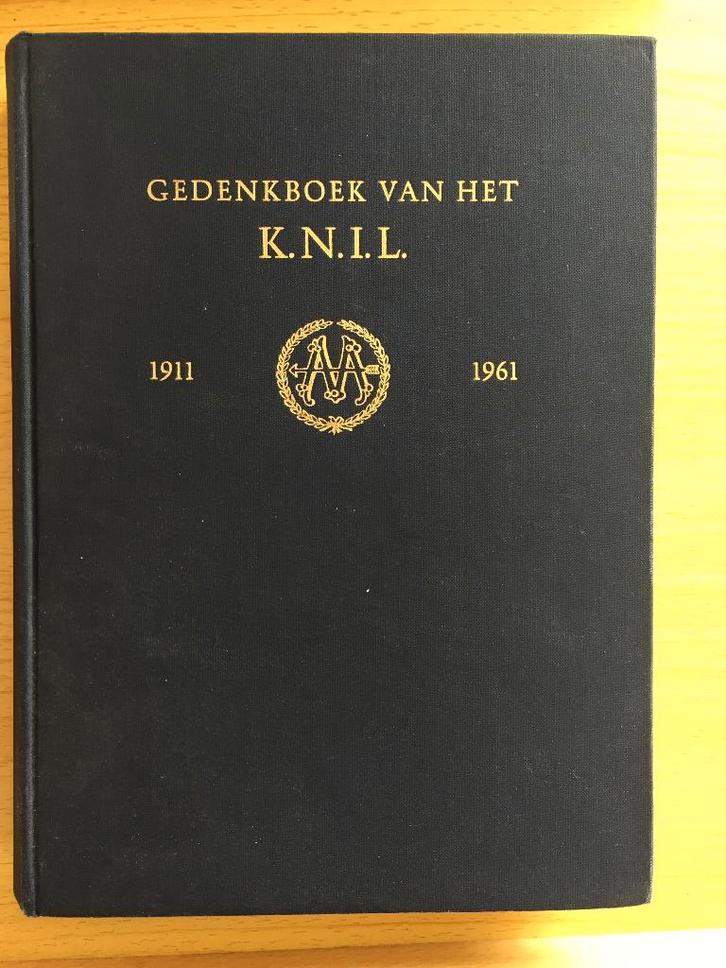 GEDENKBOEK VAN HET
K.N.I.L.
1911 1961